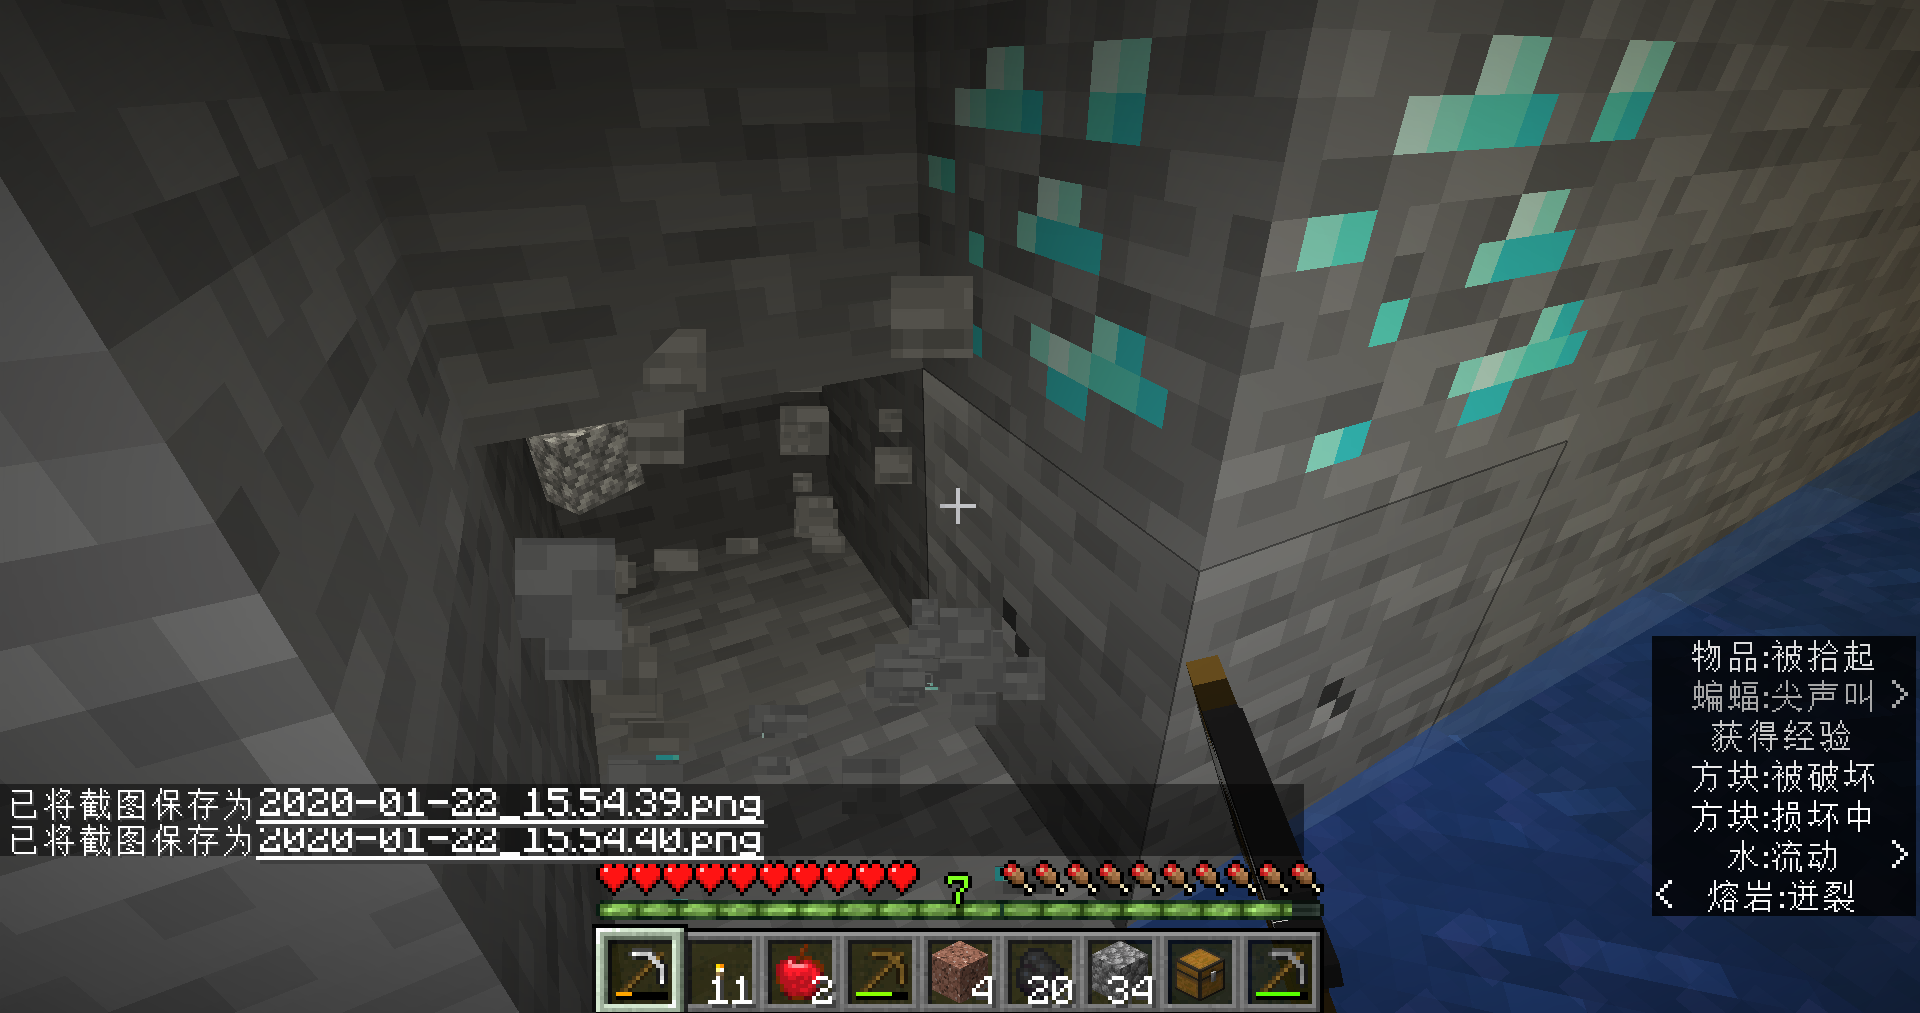 物品:被拾起
蝙蝠:尖声叫 >
获得经验
方块:被破坏
方块:损坏中
水:流动 >
< 熔岩:迸裂
已将截图保存为2020-01-22_15.54.39.png
已将截图保存为2020-01-22_15.54.40.png
7
11 2 4 20 34